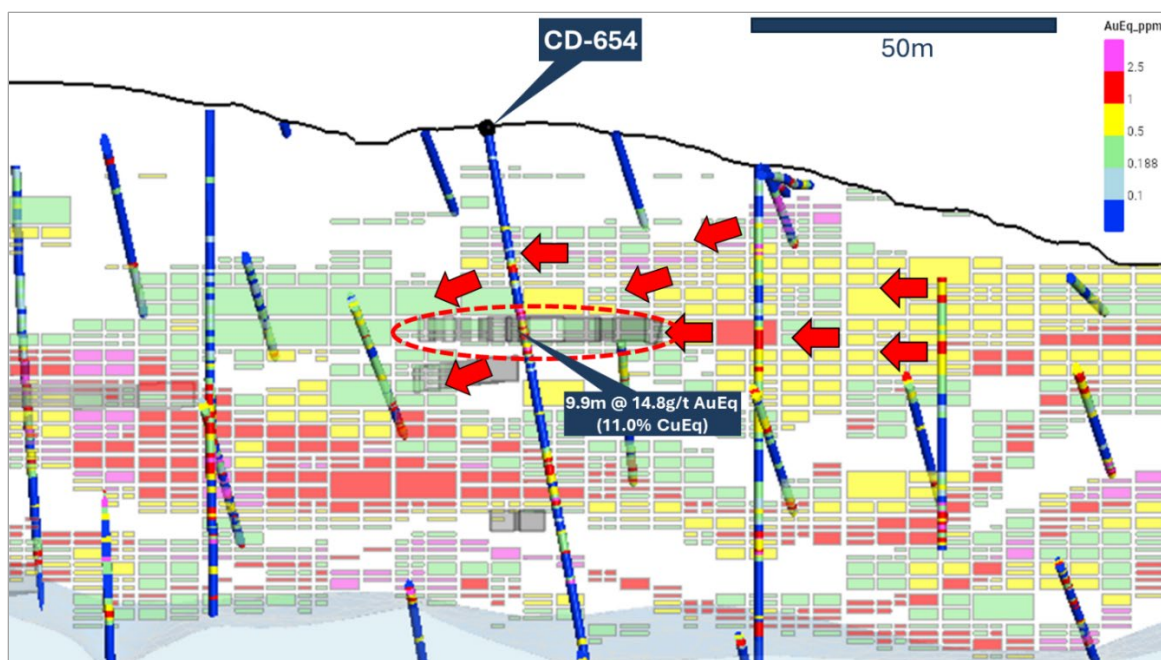 CD-654
50m
AuEq_ppm
2.5
1
0.5
0.188
0.1
9.9m @ 14.8g/t AuEq
(11.0% CuEq)